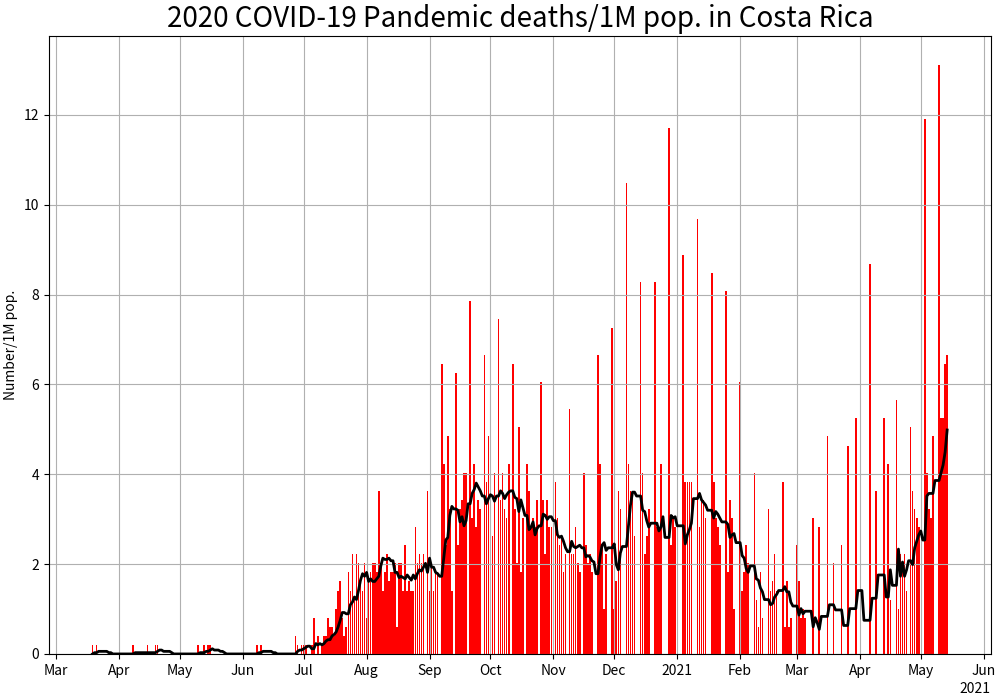 2020 COVID-19 Pandemic deaths/1M pop. in Costa Rica
Number/1M pop.
12
10
8
6
4
2
0
Mar Apr May Jun Jul Aug Sep Oct Nov Dec 2021 Feb Mar Apr May Jun
2021